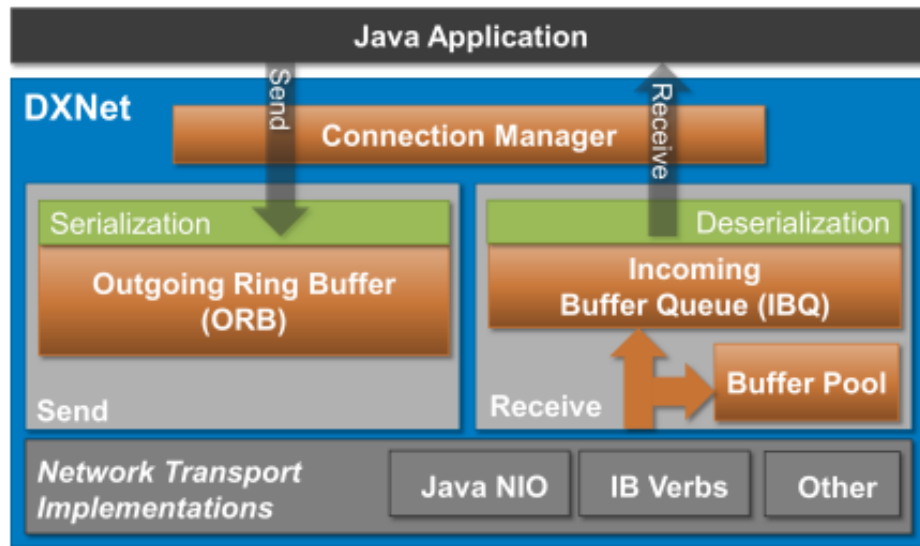 Java Application
Send
Receive
DXNet
Connection Manager
Serialization
Outgoing Ring Buffer
(ORB)
Send
Deserialization
Incoming
Buffer Queue (IBQ)
Buffer Pool
Receive
Network Transport
Implementations
Java NIO
IB Verbs
Other